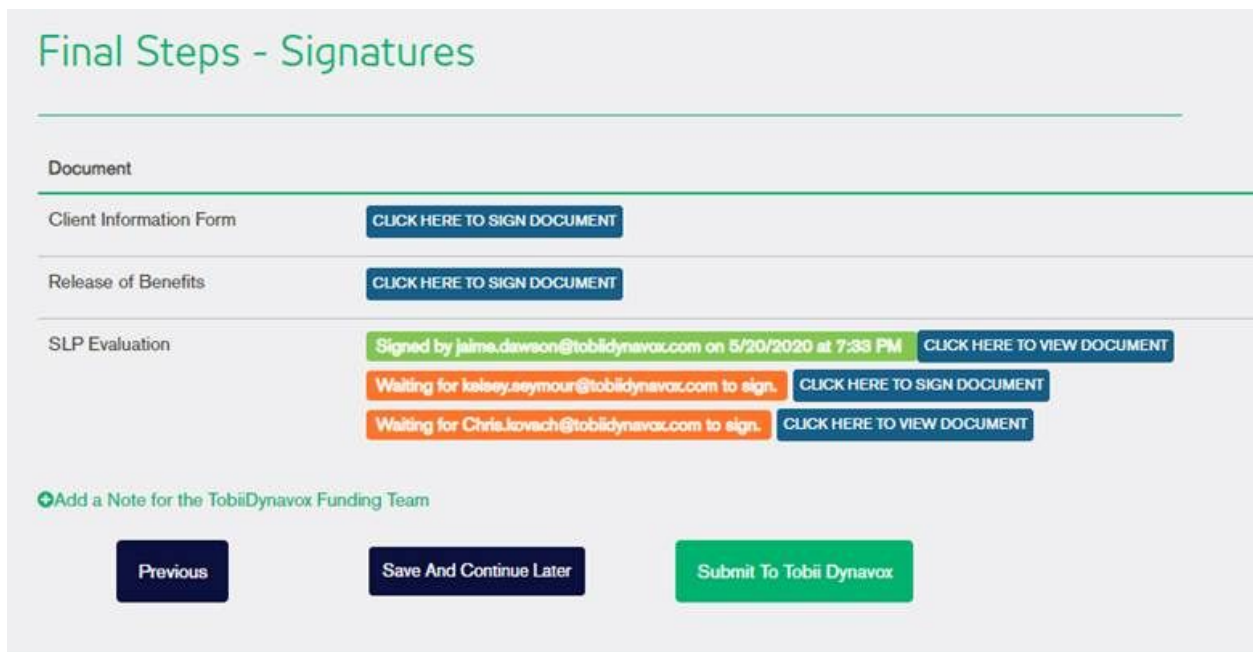 Final Steps - Signatures
Document
Client Information Form CLICK HERE TO SIGN DOCUMENT
Release of Benefits CLICK HERE TO SIGN DOCUMENT
SLP Evaluation Signed by jaime.dawson@tobiidynavox.com on 5/20/2020 at 7:33 PM CLICK HERE TO VIEW DOCUMENT
Waiting for kelsey.seymour@tobiidynavox.com to sign. CLICK HERE TO SIGN DOCUMENT
Waiting for Chris.kovach@tobiidynavox.com to sign. CLICK HERE TO VIEW DOCUMENT
Add a Note for the TobiiDynavox Funding Team
Previous Save And Continue Later Submit To Tobii Dynavox